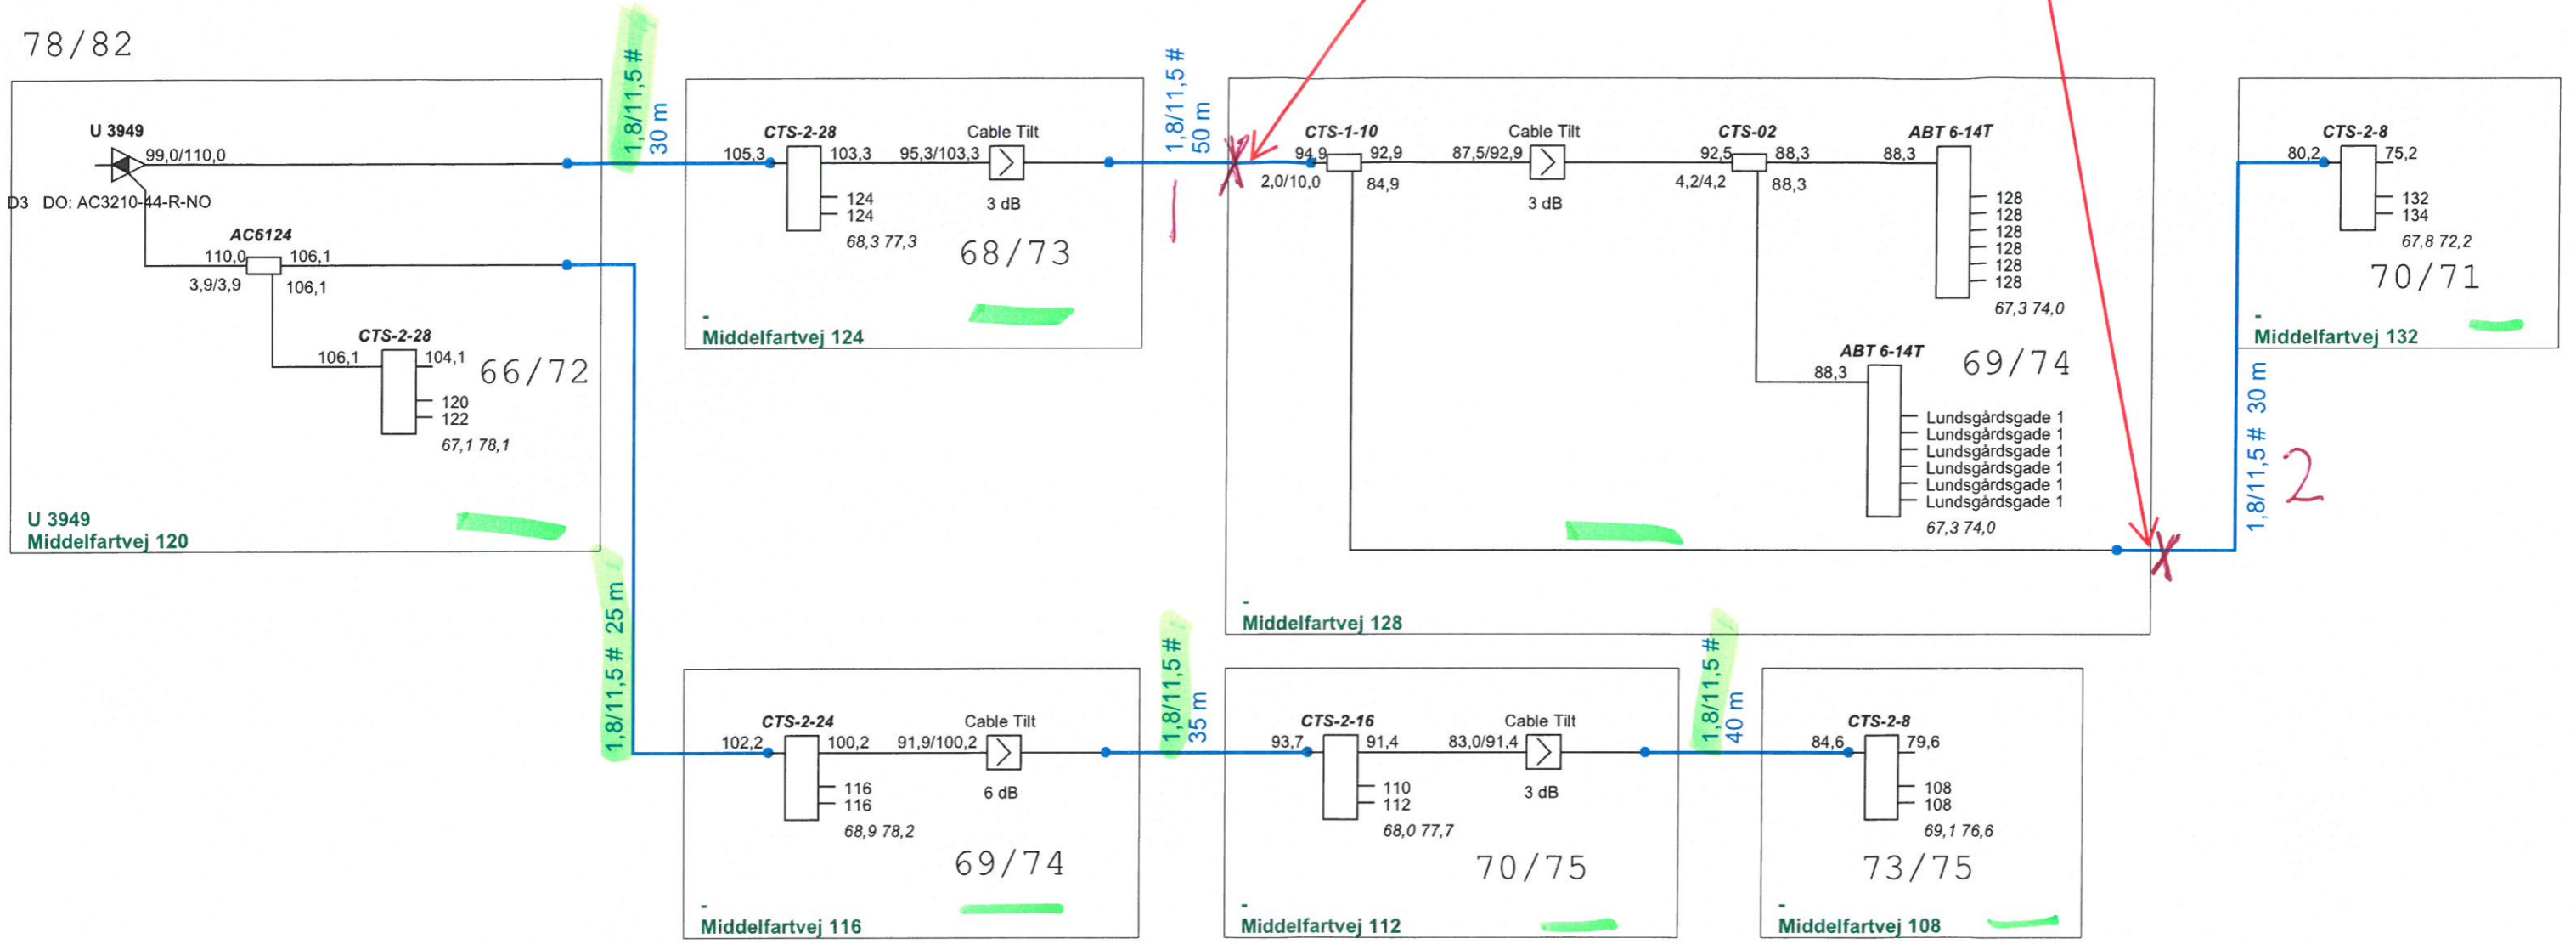 78/82
U 3949
99,0/110,0
D3 DO: AC3210-44-R-NO
AC6124
110,0
106,1
3,9/3,9
106,1
CTS-2-28
106,1
104,1
66/72
120
122
67,1 78,1
U 3949
Middelfartvej 120
1,8/11,5 #
30 m
CTS-2-28
105,3
103,3
95,3/103,3
Cable Tilt
3 dB
124
124
68,3 77,3
68/73
-
Middelfartvej 124
1,8/11,5 #
50 m
1
CTS-1-10
94,9
92,9
2,0/10,0
84,9
87,5/92,9
Cable Tilt
3 dB
CTS-02
92,5
88,3
4,2/4,2
88,3
ABT 6-14T
88,3
128
128
128
128
128
128
67,3 74,0
ABT 6-14T
69/74
88,3
Lundsgårdsgade 1
Lundsgårdsgade 1
Lundsgårdsgade 1
Lundsgårdsgade 1
Lundsgårdsgade 1
Lundsgårdsgade 1
67,3 74,0
-
Middelfartvej 128
X
X
1,8/11,5 # 30 m
2
CTS-2-8
80,2
75,2
132
134
67,8 72,2
70/71
-
Middelfartvej 132
1,8/11,5 # 25 m
CTS-2-24
102,2
100,2
91,9/100,2
Cable Tilt
6 dB
116
116
68,9 78,2
69/74
-
Middelfartvej 116
1,8/11,5 #
35 m
CTS-2-16
93,7
91,4
83,0/91,4
Cable Tilt
3 dB
110
112
68,0 77,7
70/75
-
Middelfartvej 112
1,8/11,5 #
40 m
CTS-2-8
84,6
79,6
108
108
69,1 76,6
73/75
-
Middelfartvej 108